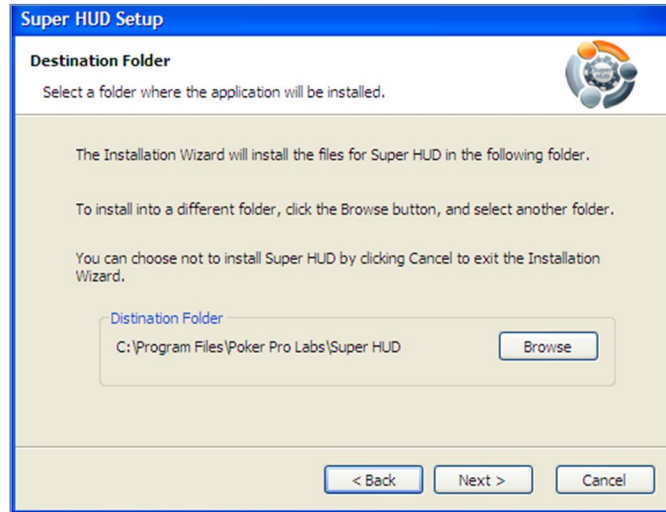 Super HUD Setup
Destination Folder
Select a folder where the application will be installed.
Super
HUD
The Installation Wizard will install the files for Super HUD in the following folder.
To install into a different folder, click the Browse button, and select another folder.
You can choose not to install Super HUD by clicking Cancel to exit the Installation
Wizard.
Distination Folder
C:\Program Files\Poker Pro Labs\Super HUD
Browse
< Back
Next >
Cancel